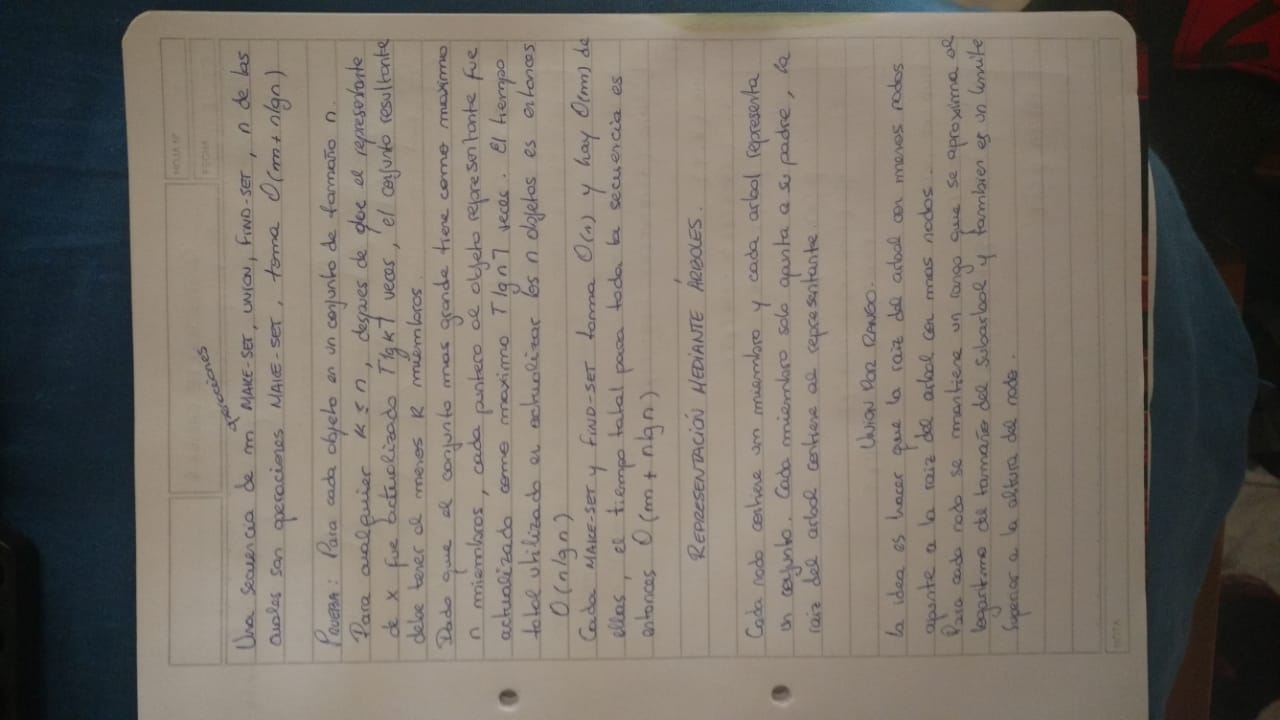 HOJA Nº
FECHA
operaciones
Una secuencia de m MAKE-SET, UNION, FIND-SET, n de las
cuales son operaciones MAKE-SET, toma O(m + n lg n)
PRUEBA: Para cada objeto en un conjunto de tamaño n.
Para cualquier K ≤ n, despues de que el representante
de x fue actualizado ⌈lg k⌉ veces, el conjunto resultante
debe tener al menos K miembros.
Dado que el conjunto mas grande tiene como maximo
n miembros, cada puntero al objeto representante fue
actualizado como maximo ⌈lg n⌉ veces. El tiempo
total utilizado en actualizar los n objetos es entonces
O(n lg n)
Cada MAKE-SET y FIND-SET toma O(1) y hay O(m) de
ellas, el tiempo total para toda la secuencia es
entonces O(m + n lg n)
REPRESENTACIÓN MEDIANTE ÁRBOLES.
Cada nodo contiene un miembro y cada arbol representa
un conjunto. Cada miembro solo apunta a su padre, la
raiz del arbol contiene al representante.
UNION POR RANGO.
La idea es hacer que la raiz del arbol con menos nodos
apunte a la raiz del arbol con mas nodos.
Para cada nodo se mantiene un rango que se aproxima al
logaritmo del tamaño del subarbol y tambien es un limite
superior a la altura del nodo.
NOTA